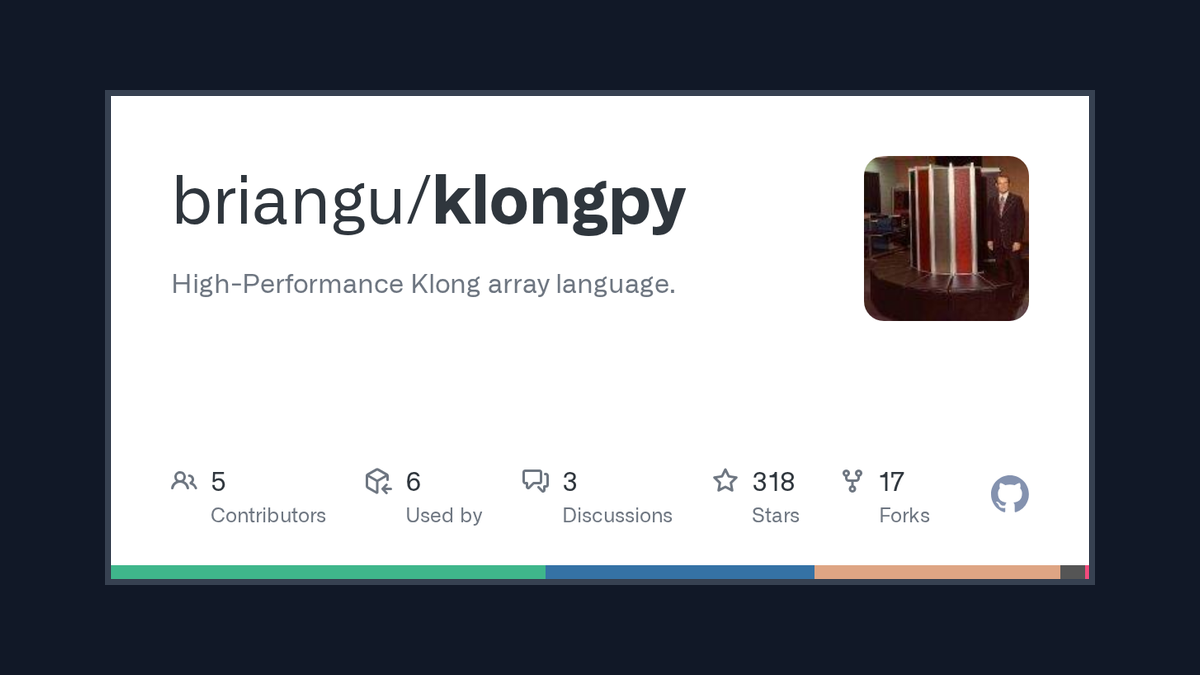 briangu/klongpy
High-Performance Klong array language.
5 6 3 318 17
Contributors Used by Discussions Stars Forks